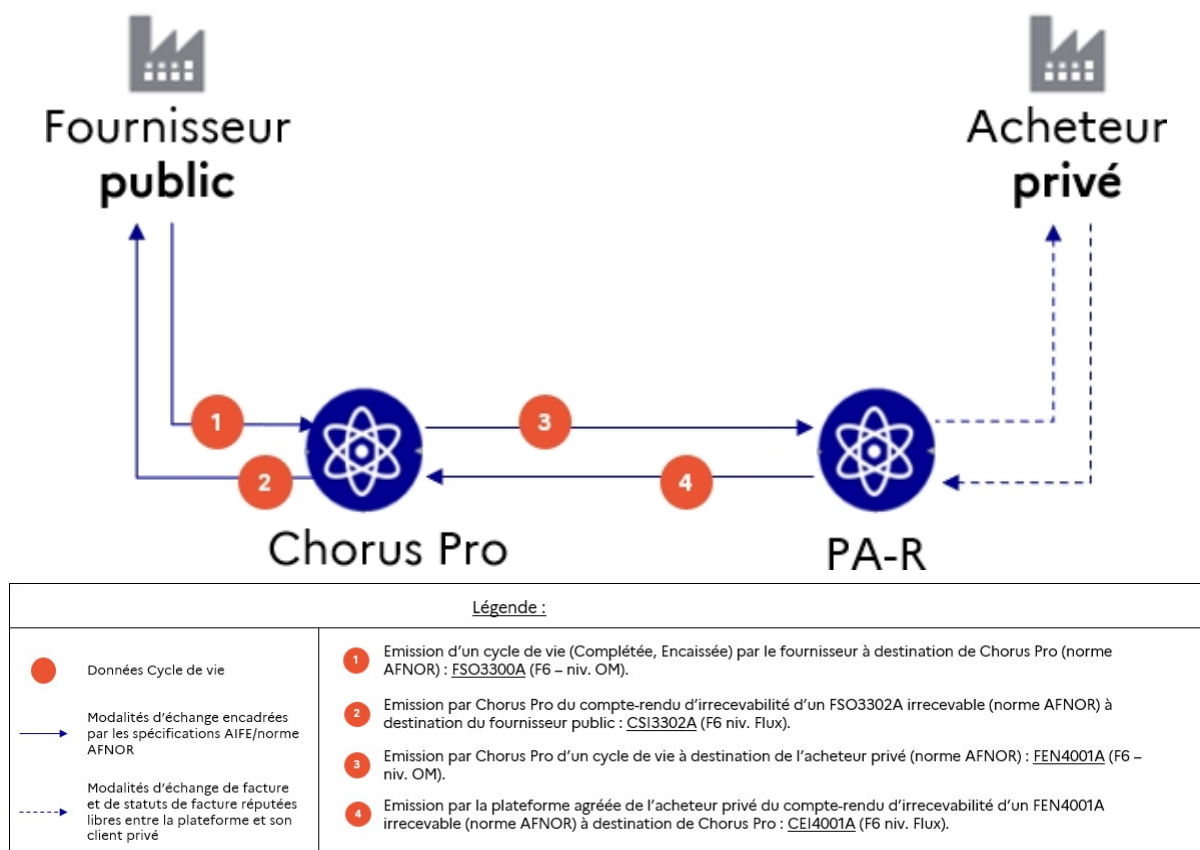 Fournisseur
public
Acheteur
privé
1
3
2
4
Chorus Pro
PA-R
Légende :
Données Cycle de vie
Modalités d'échange encadrées
par les spécifications AIFE/norme
AFNOR
Modalités d'échange de facture
et de statuts de facture réputées
libres entre la plateforme et son
client privé
1
Emission d'un cycle de vie (Complétée, Encaissée) par le fournisseur à destination de Chorus Pro (norme
AFNOR) : FSO3300A (F6 – niv. OM).
2
Emission par Chorus Pro du compte-rendu d'irrecevabilité d'un FSO3302A irrecevable (norme AFNOR) à
destination du fournisseur public : CSI3302A (F6 niv. Flux).
3
Emission par Chorus Pro d'un cycle de vie à destination de l'acheteur privé (norme AFNOR) : FEN4001A (F6 –
niv. OM).
4
Emission par la plateforme agréée de l'acheteur privé du compte-rendu d'irrecevabilité d'un FEN4001A
irrecevable (norme AFNOR) à destination de Chorus Pro : CEI4001A (F6 niv. Flux).